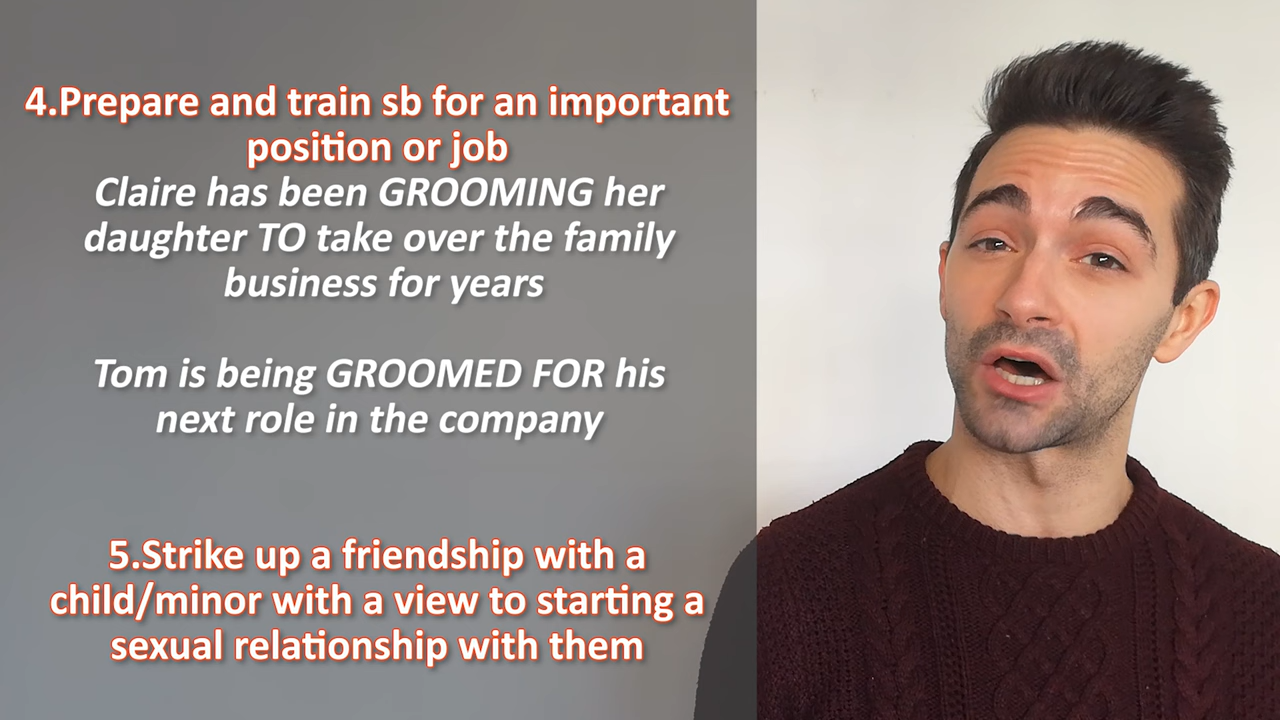 4.Prepare and train sb for an important
position or job
Claire has been GROOMING her
daughter TO take over the family
business for years
Tom is being GROOMED FOR his
next role in the company
5.Strike up a friendship with a
child/minor with a view to starting a
sexual relationship with them